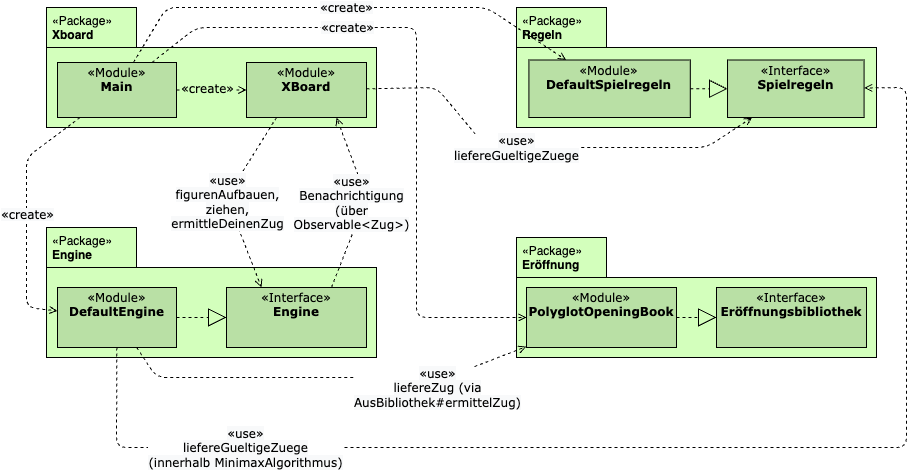 «create»
«create»
«Package»
Xboard
«Module»
Main
«create»
«Module»
XBoard
«Package»
Regeln
«Module»
DefaultSpielregeln
«Interface»
Spielregeln
«use»
liefereGueltigeZuege
«use»
figurenAufbauen,
ziehen,
ermittleDeinenZug
«use»
Benachrichtigung
(über
Observable<Zug>)
«create»
«Package»
Engine
«Module»
DefaultEngine
«Interface»
Engine
«Package»
Eröffnung
«Module»
PolyglotOpeningBook
«Interface»
Eröffnungsbibliothek
«use»
liefereZug (via
AusBibliothek#ermittelZug)
«use»
liefereGueltigeZuege
(innerhalb MinimaxAlgorithmus)